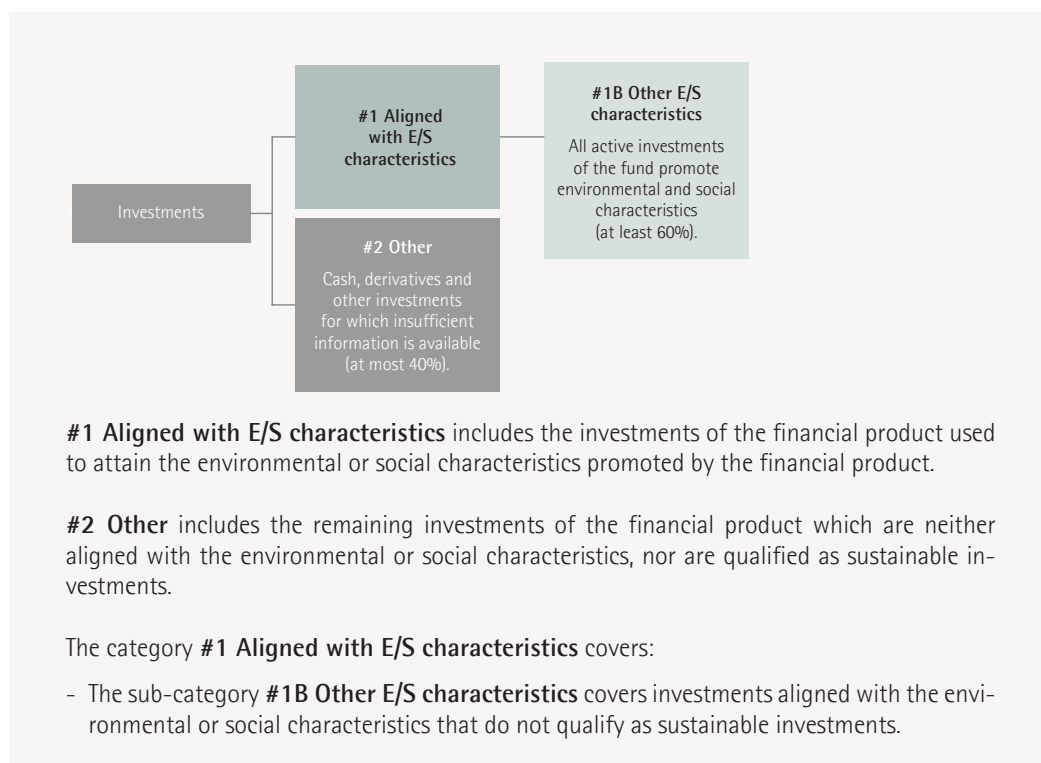 Investments
#1 Aligned
with E/S
characteristics
#1B Other E/S
characteristics
All active investments
of the fund promote
environmental and social
characteristics
(at least 60%).
#2 Other
Cash, derivatives and
other investments
for which insufficient
information is available
(at most 40%).
#1 Aligned with E/S characteristics includes the investments of the financial product used
to attain the environmental or social characteristics promoted by the financial product.
#2 Other includes the remaining investments of the financial product which are neither
aligned with the environmental or social characteristics, nor are qualified as sustainable in-
vestments.
The category #1 Aligned with E/S characteristics covers:
- The sub-category #1B Other E/S characteristics covers investments aligned with the envi-
ronmental or social characteristics that do not qualify as sustainable investments.